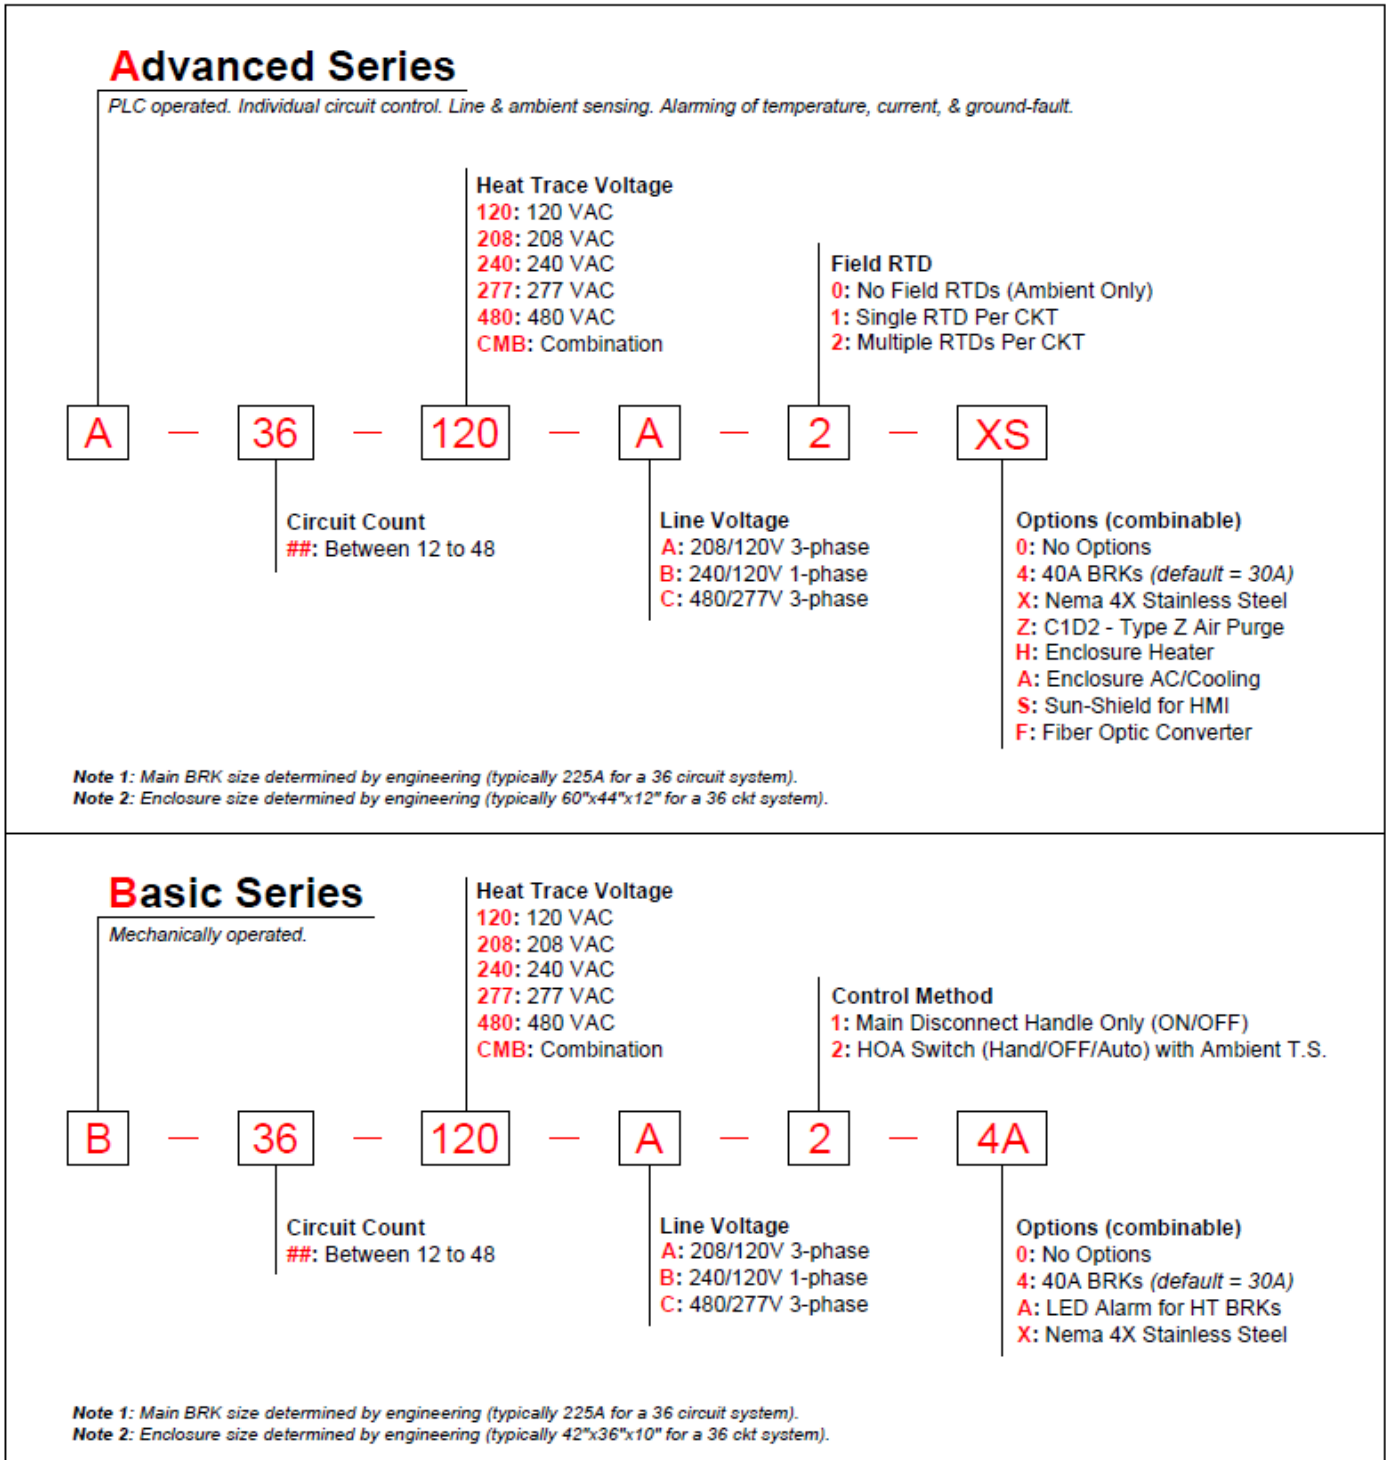 Advanced Series
PLC operated. Individual circuit control. Line & ambient sensing. Alarming of temperature, current, & ground-fault.
Heat Trace Voltage
120: 120 VAC
208: 208 VAC
240: 240 VAC
277: 277 VAC
480: 480 VAC
CMB: Combination
Field RTD
0: No Field RTDs (Ambient Only)
1: Single RTD Per CKT
2: Multiple RTDs Per CKT
A — 36 — 120 — A — 2 — XS
Circuit Count
##: Between 12 to 48
Line Voltage
A: 208/120V 3-phase
B: 240/120V 1-phase
C: 480/277V 3-phase
Options (combinable)
0: No Options
4: 40A BRKs (default = 30A)
X: Nema 4X Stainless Steel
Z: C1D2 - Type Z Air Purge
H: Enclosure Heater
A: Enclosure AC/Cooling
S: Sun-Shield for HMI
F: Fiber Optic Converter
Note 1: Main BRK size determined by engineering (typically 225A for a 36 circuit system).
Note 2: Enclosure size determined by engineering (typically 60"x44"x12" for a 36 ckt system).
Basic Series
Mechanically operated.
Heat Trace Voltage
120: 120 VAC
208: 208 VAC
240: 240 VAC
277: 277 VAC
480: 480 VAC
CMB: Combination
Control Method
1: Main Disconnect Handle Only (ON/OFF)
2: HOA Switch (Hand/OFF/Auto) with Ambient T.S.
B — 36 — 120 — A — 2 — 4A
Circuit Count
##: Between 12 to 48
Line Voltage
A: 208/120V 3-phase
B: 240/120V 1-phase
C: 480/277V 3-phase
Options (combinable)
0: No Options
4: 40A BRKs (default = 30A)
A: LED Alarm for HT BRKs
X: Nema 4X Stainless Steel
Note 1: Main BRK size determined by engineering (typically 225A for a 36 circuit system).
Note 2: Enclosure size determined by engineering (typically 42"x36"x10" for a 36 ckt system).